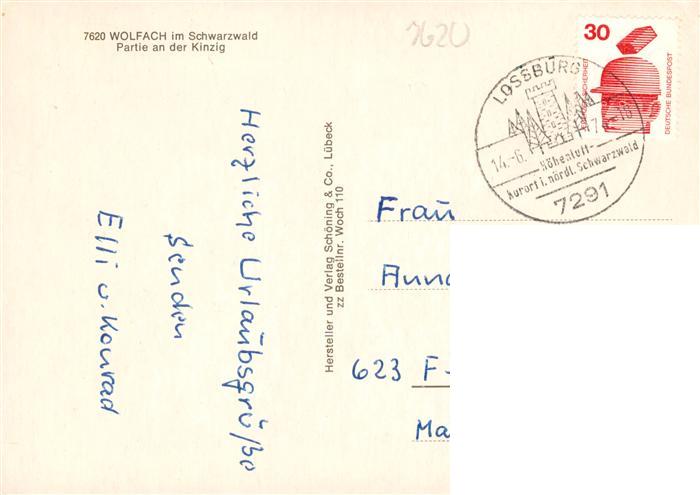 7620 WOLFACH im Schwarzwald
Partie an der Kinzig
7620
Herzliche Urlaubsgrüße
senden
Elli u. Konrad
Hersteller und Verlag Schöning & Co., Lübeck
zz Bestellnr. Woch 110
30
DEUTSCHE BUNDESPOST
LOSSBURG
14.-6.
Höhenluft-
kurort i. nördl. Schwarzwald
7291
Frau
Anna
623 F-
Ma